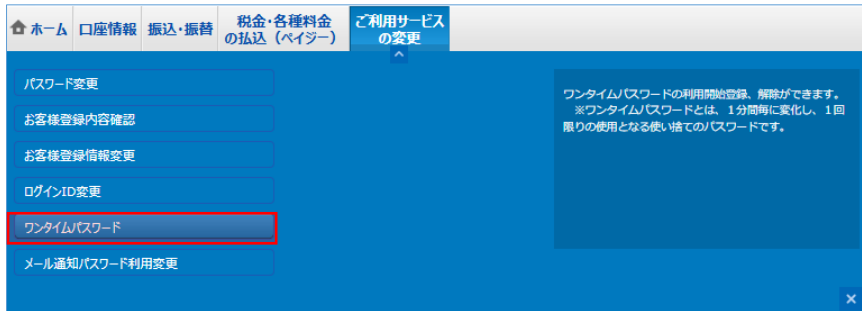 ホーム
口座情報
振込・振替
税金・各種料金
の払込（ペイジー）
ご利用サービス
の変更
パスワード変更
お客様登録内容確認
お客様登録情報変更
ログインID変更
ワンタイムパスワード
メール通知パスワード利用変更
ワンタイムパスワードの利用開始登録、解除ができます。
※ワンタイムパスワードとは、1分間毎に変化し、1回
限りの使用となる使い捨てのパスワードです。